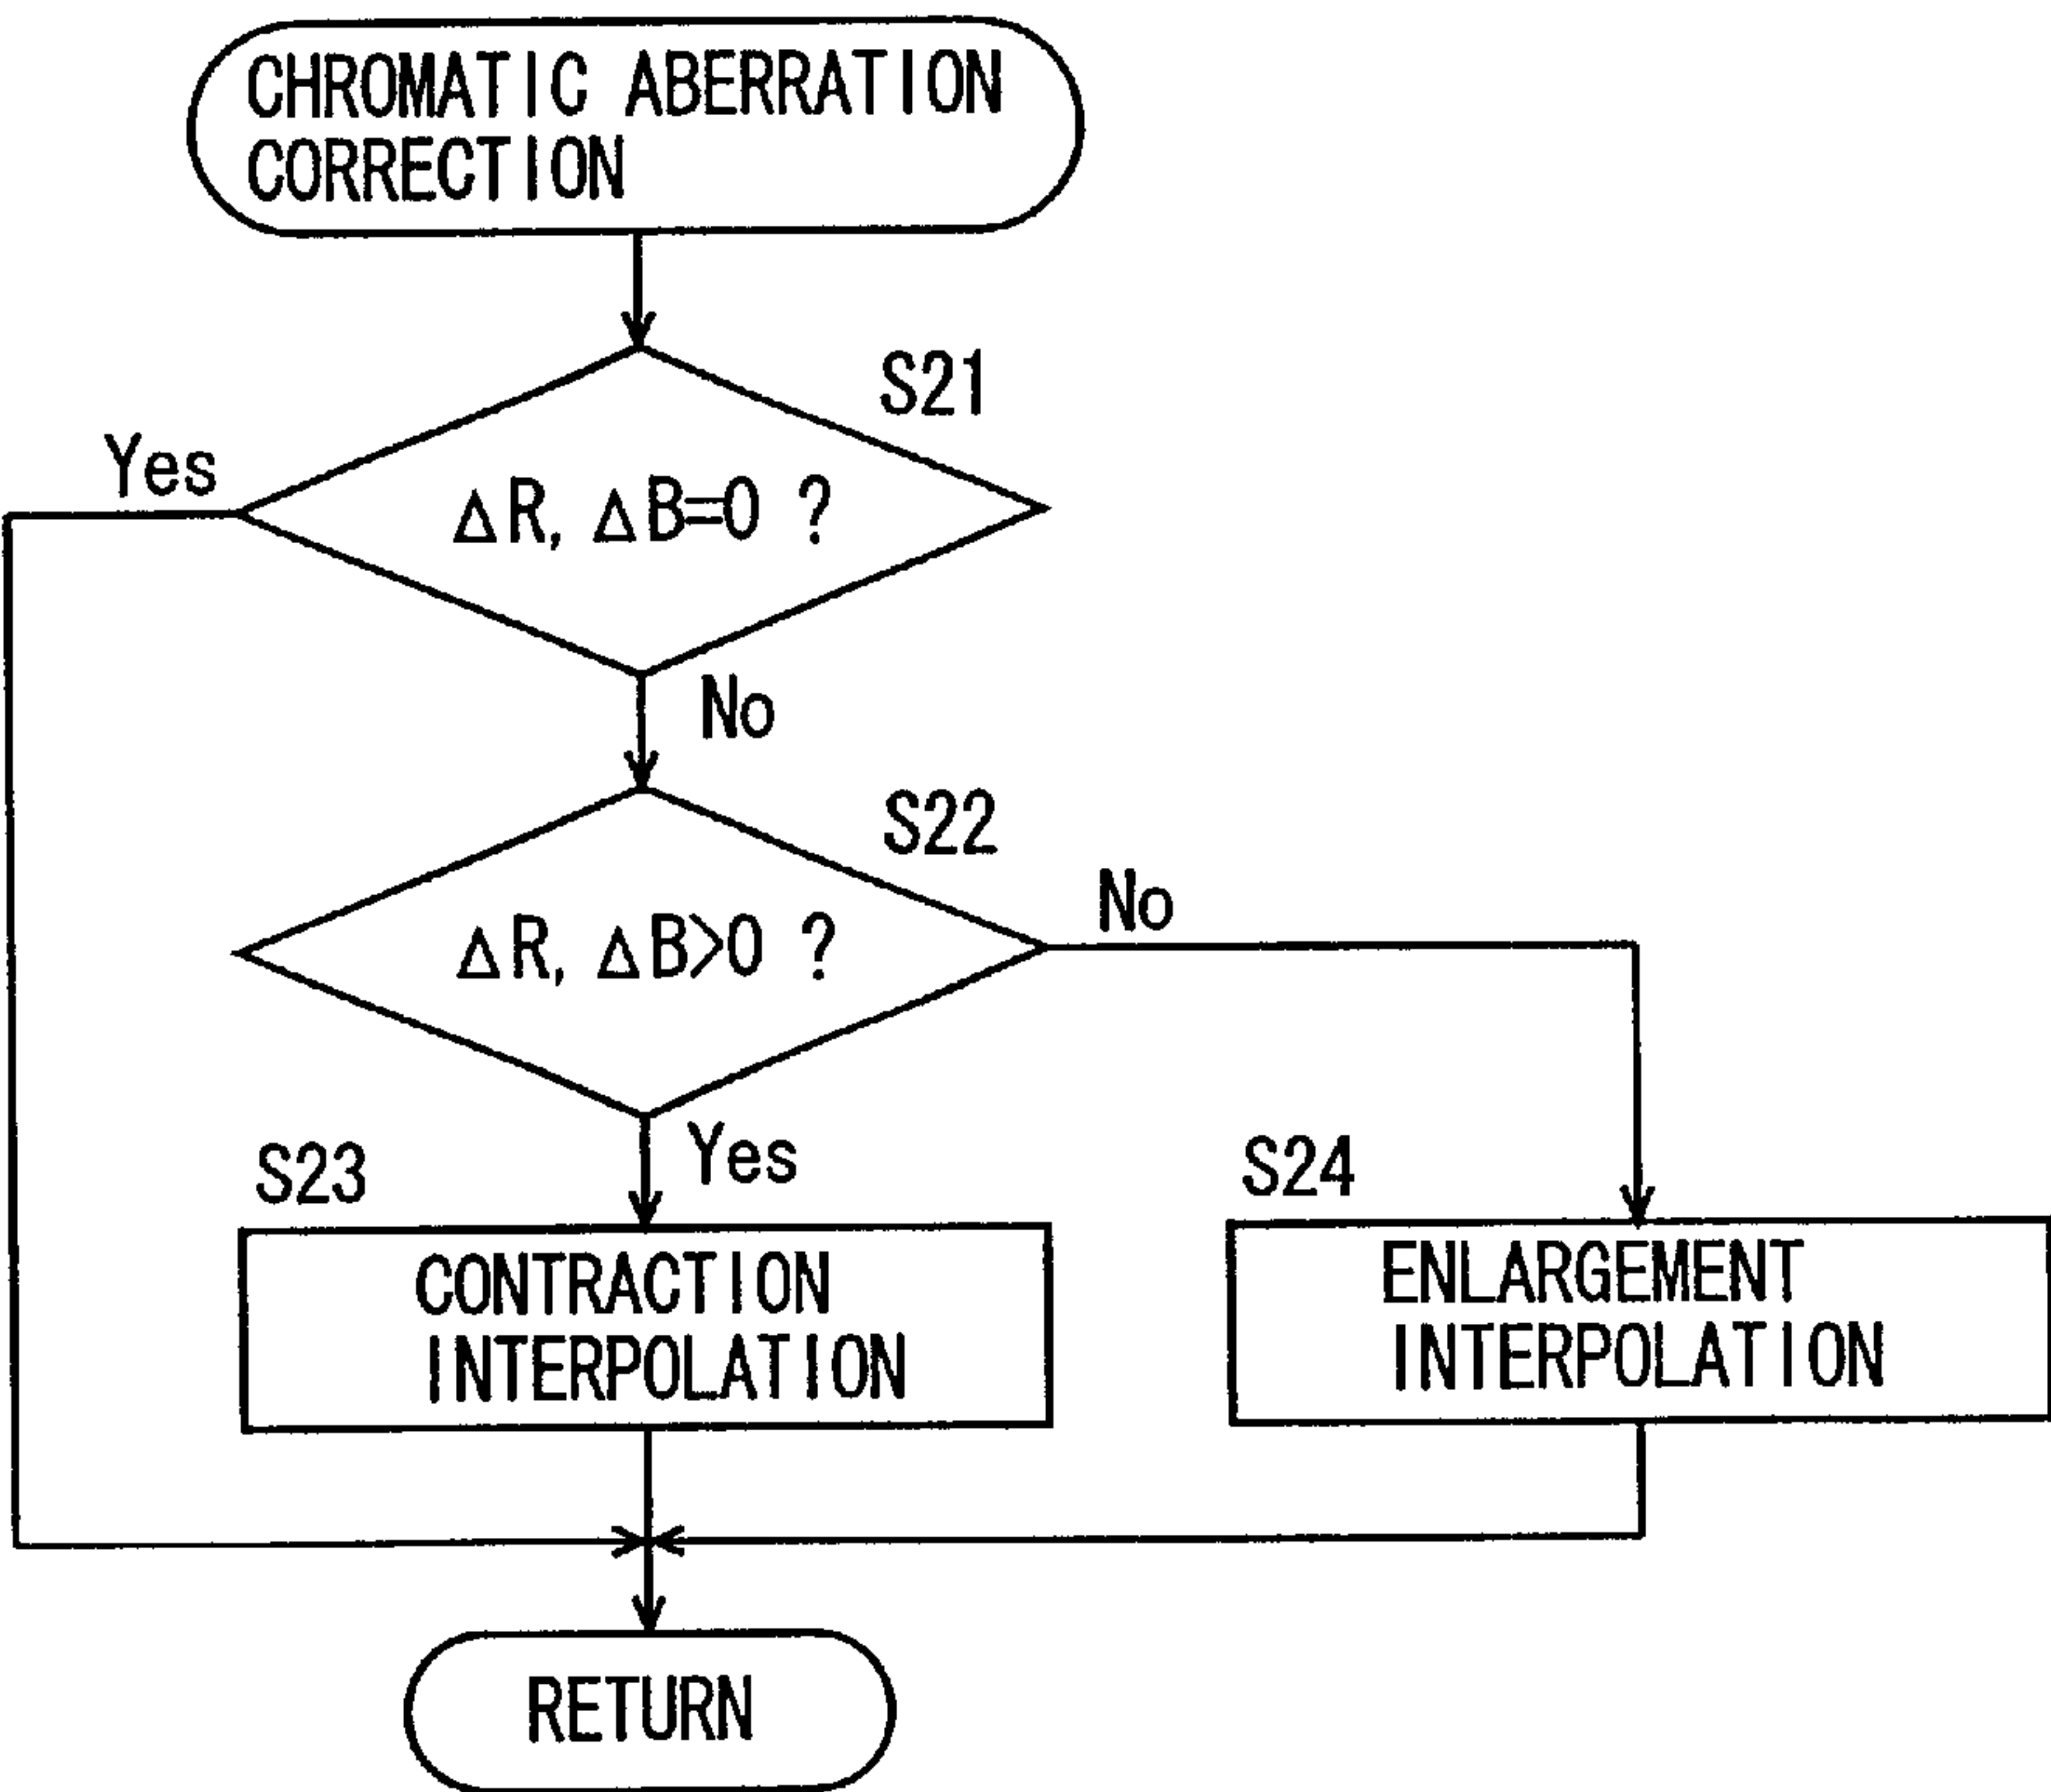 CHROMATIC ABERRATION
CORRECTION
S21
Yes
ΔR, ΔB=0 ?
No
S22
No
ΔR, ΔB>0 ?
Yes
S23
S24
CONTRACTION
INTERPOLATION
ENLARGEMENT
INTERPOLATION
RETURN